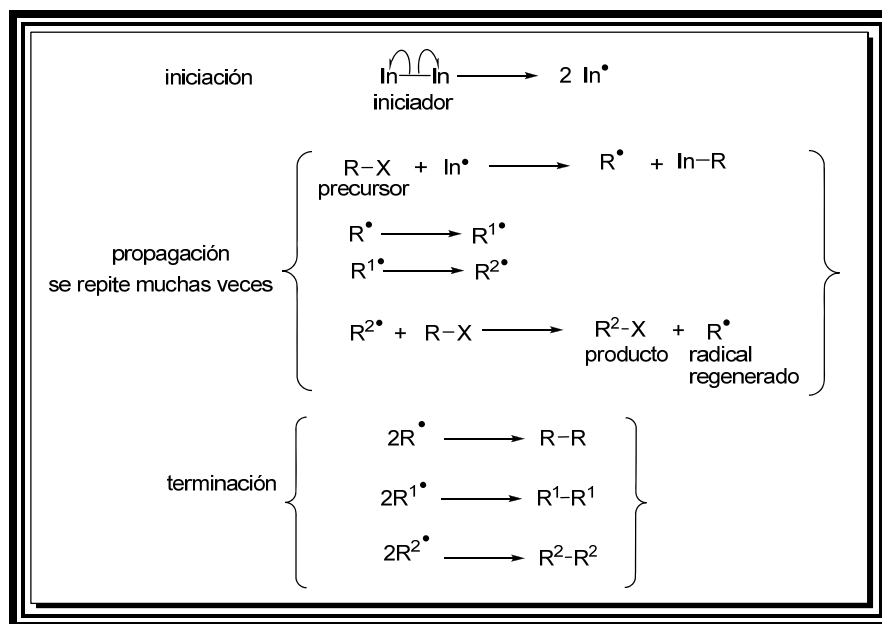 iniciación In—In → 2 In•
iniciador
R–X + In• → R• + In–R
precursor
R• → R¹•
propagación
se repite muchas veces
R¹• → R²•
R²• + R–X → R²-X + R•
producto radical
regenerado
2R• → R–R
terminación
2R¹• → R¹–R¹
2R²• → R²–R²